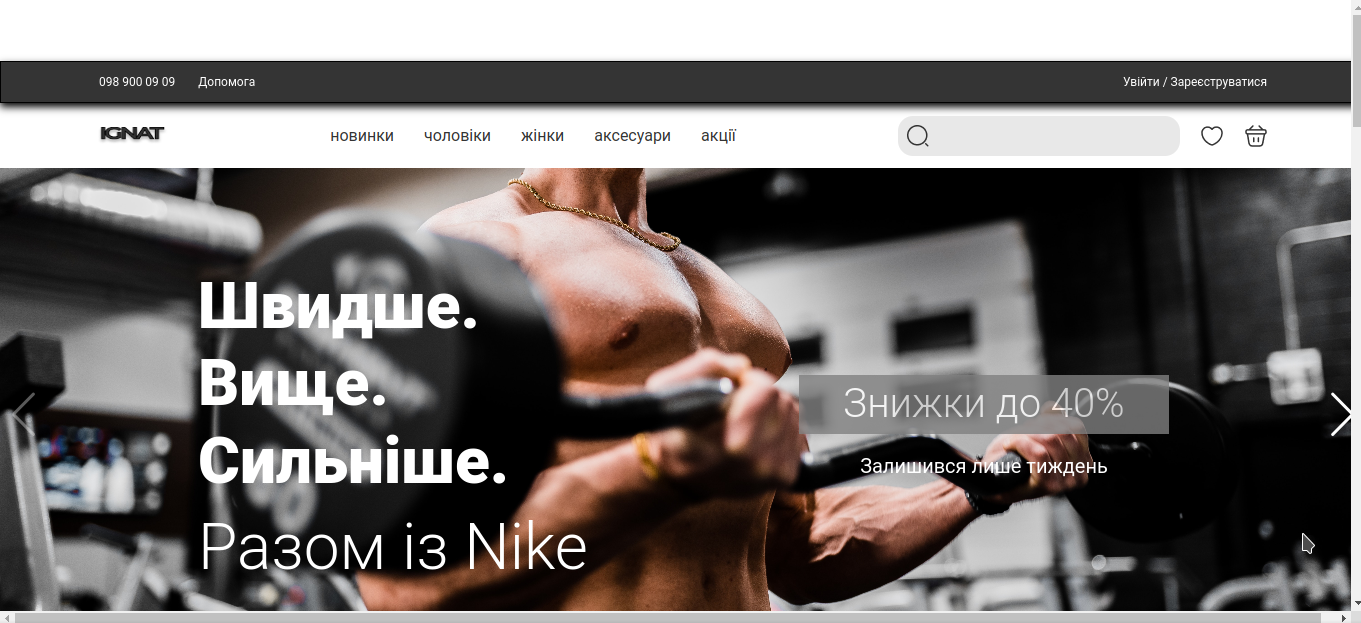 098 900 09 09 Допомога Увійти / Зареєструватися
IGNAT новинки чоловіки жінки аксесуари акції
Швидше.
Вище.
Сильніше.
Разом із Nike
Знижки до 40%
Залишився лише тиждень